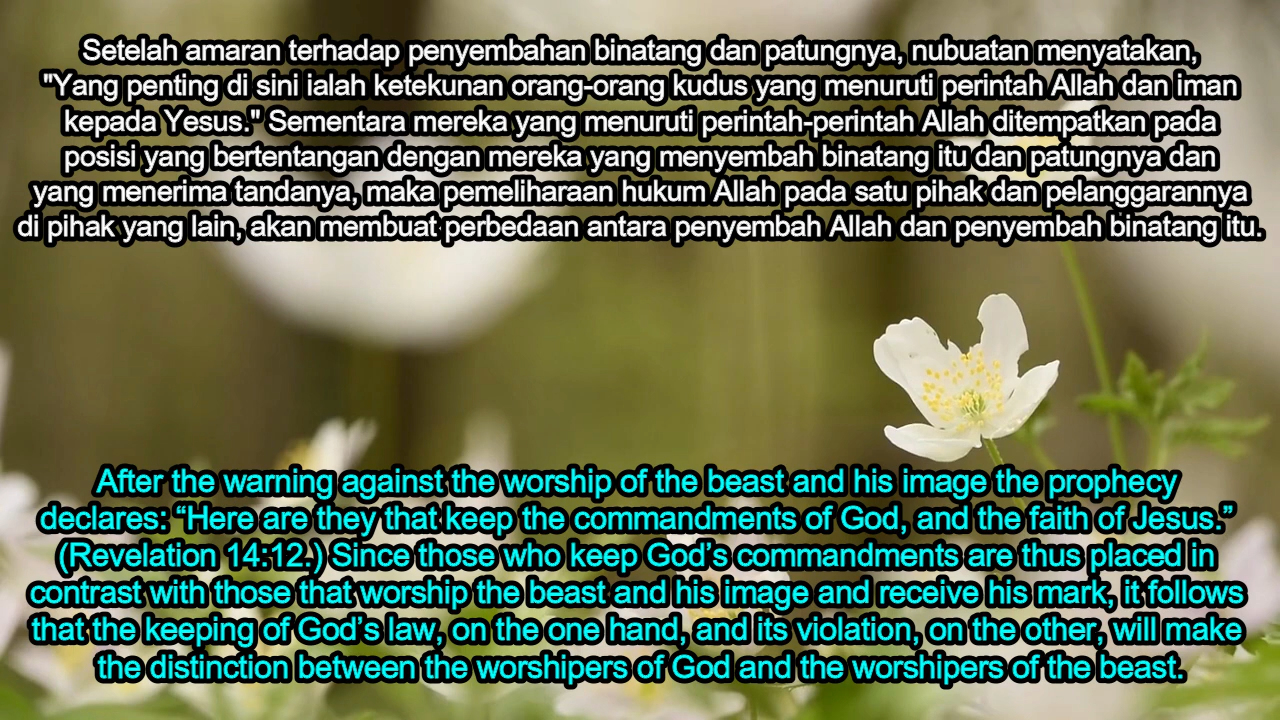 Setelah amaran terhadap penyembahan binatang dan patungnya, nubuatan menyatakan,
"Yang penting di sini ialah ketekunan orang-orang kudus yang menuruti perintah Allah dan iman
kepada Yesus." Sementara mereka yang menuruti perintah-perintah Allah ditempatkan pada
posisi yang bertentangan dengan mereka yang menyembah binatang itu dan patungnya dan
yang menerima tandanya, maka pemeliharaan hukum Allah pada satu pihak dan pelanggarannya
di pihak yang lain, akan membuat perbedaan antara penyembah Allah dan penyembah binatang itu.
After the warning against the worship of the beast and his image the prophecy
declares: “Here are they that keep the commandments of God, and the faith of Jesus.”
(Revelation 14:12.) Since those who keep God’s commandments are thus placed in
contrast with those that worship the beast and his image and receive his mark, it follows
that the keeping of God’s law, on the one hand, and its violation, on the other, will make
the distinction between the worshipers of God and the worshipers of the beast.